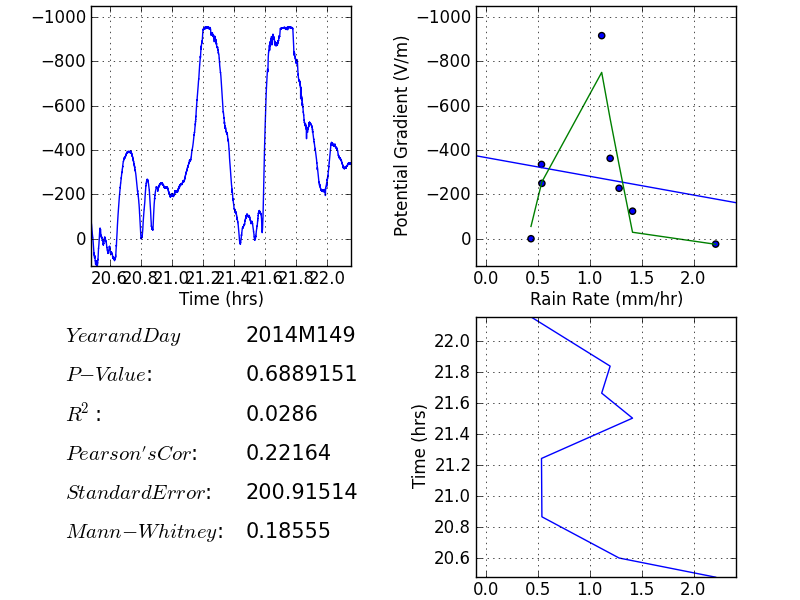 −1000
−800
−600
−400
−200
0
20.6 20.8 21.0 21.2 21.4 21.6 21.8 22.0
Time (hrs)
Potential Gradient (V/m)
−1000
−800
−600
−400
−200
0
0.0 0.5 1.0 1.5 2.0
Rain Rate (mm/hr)
YearandDay 2014M149
P−Value: 0.6889151
R²: 0.0286
Pearson'sCor: 0.22164
StandardError: 200.91514
Mann−Whitney: 0.18555
Time (hrs)
22.0
21.8
21.6
21.4
21.2
21.0
20.8
20.6
0.0 0.5 1.0 1.5 2.0